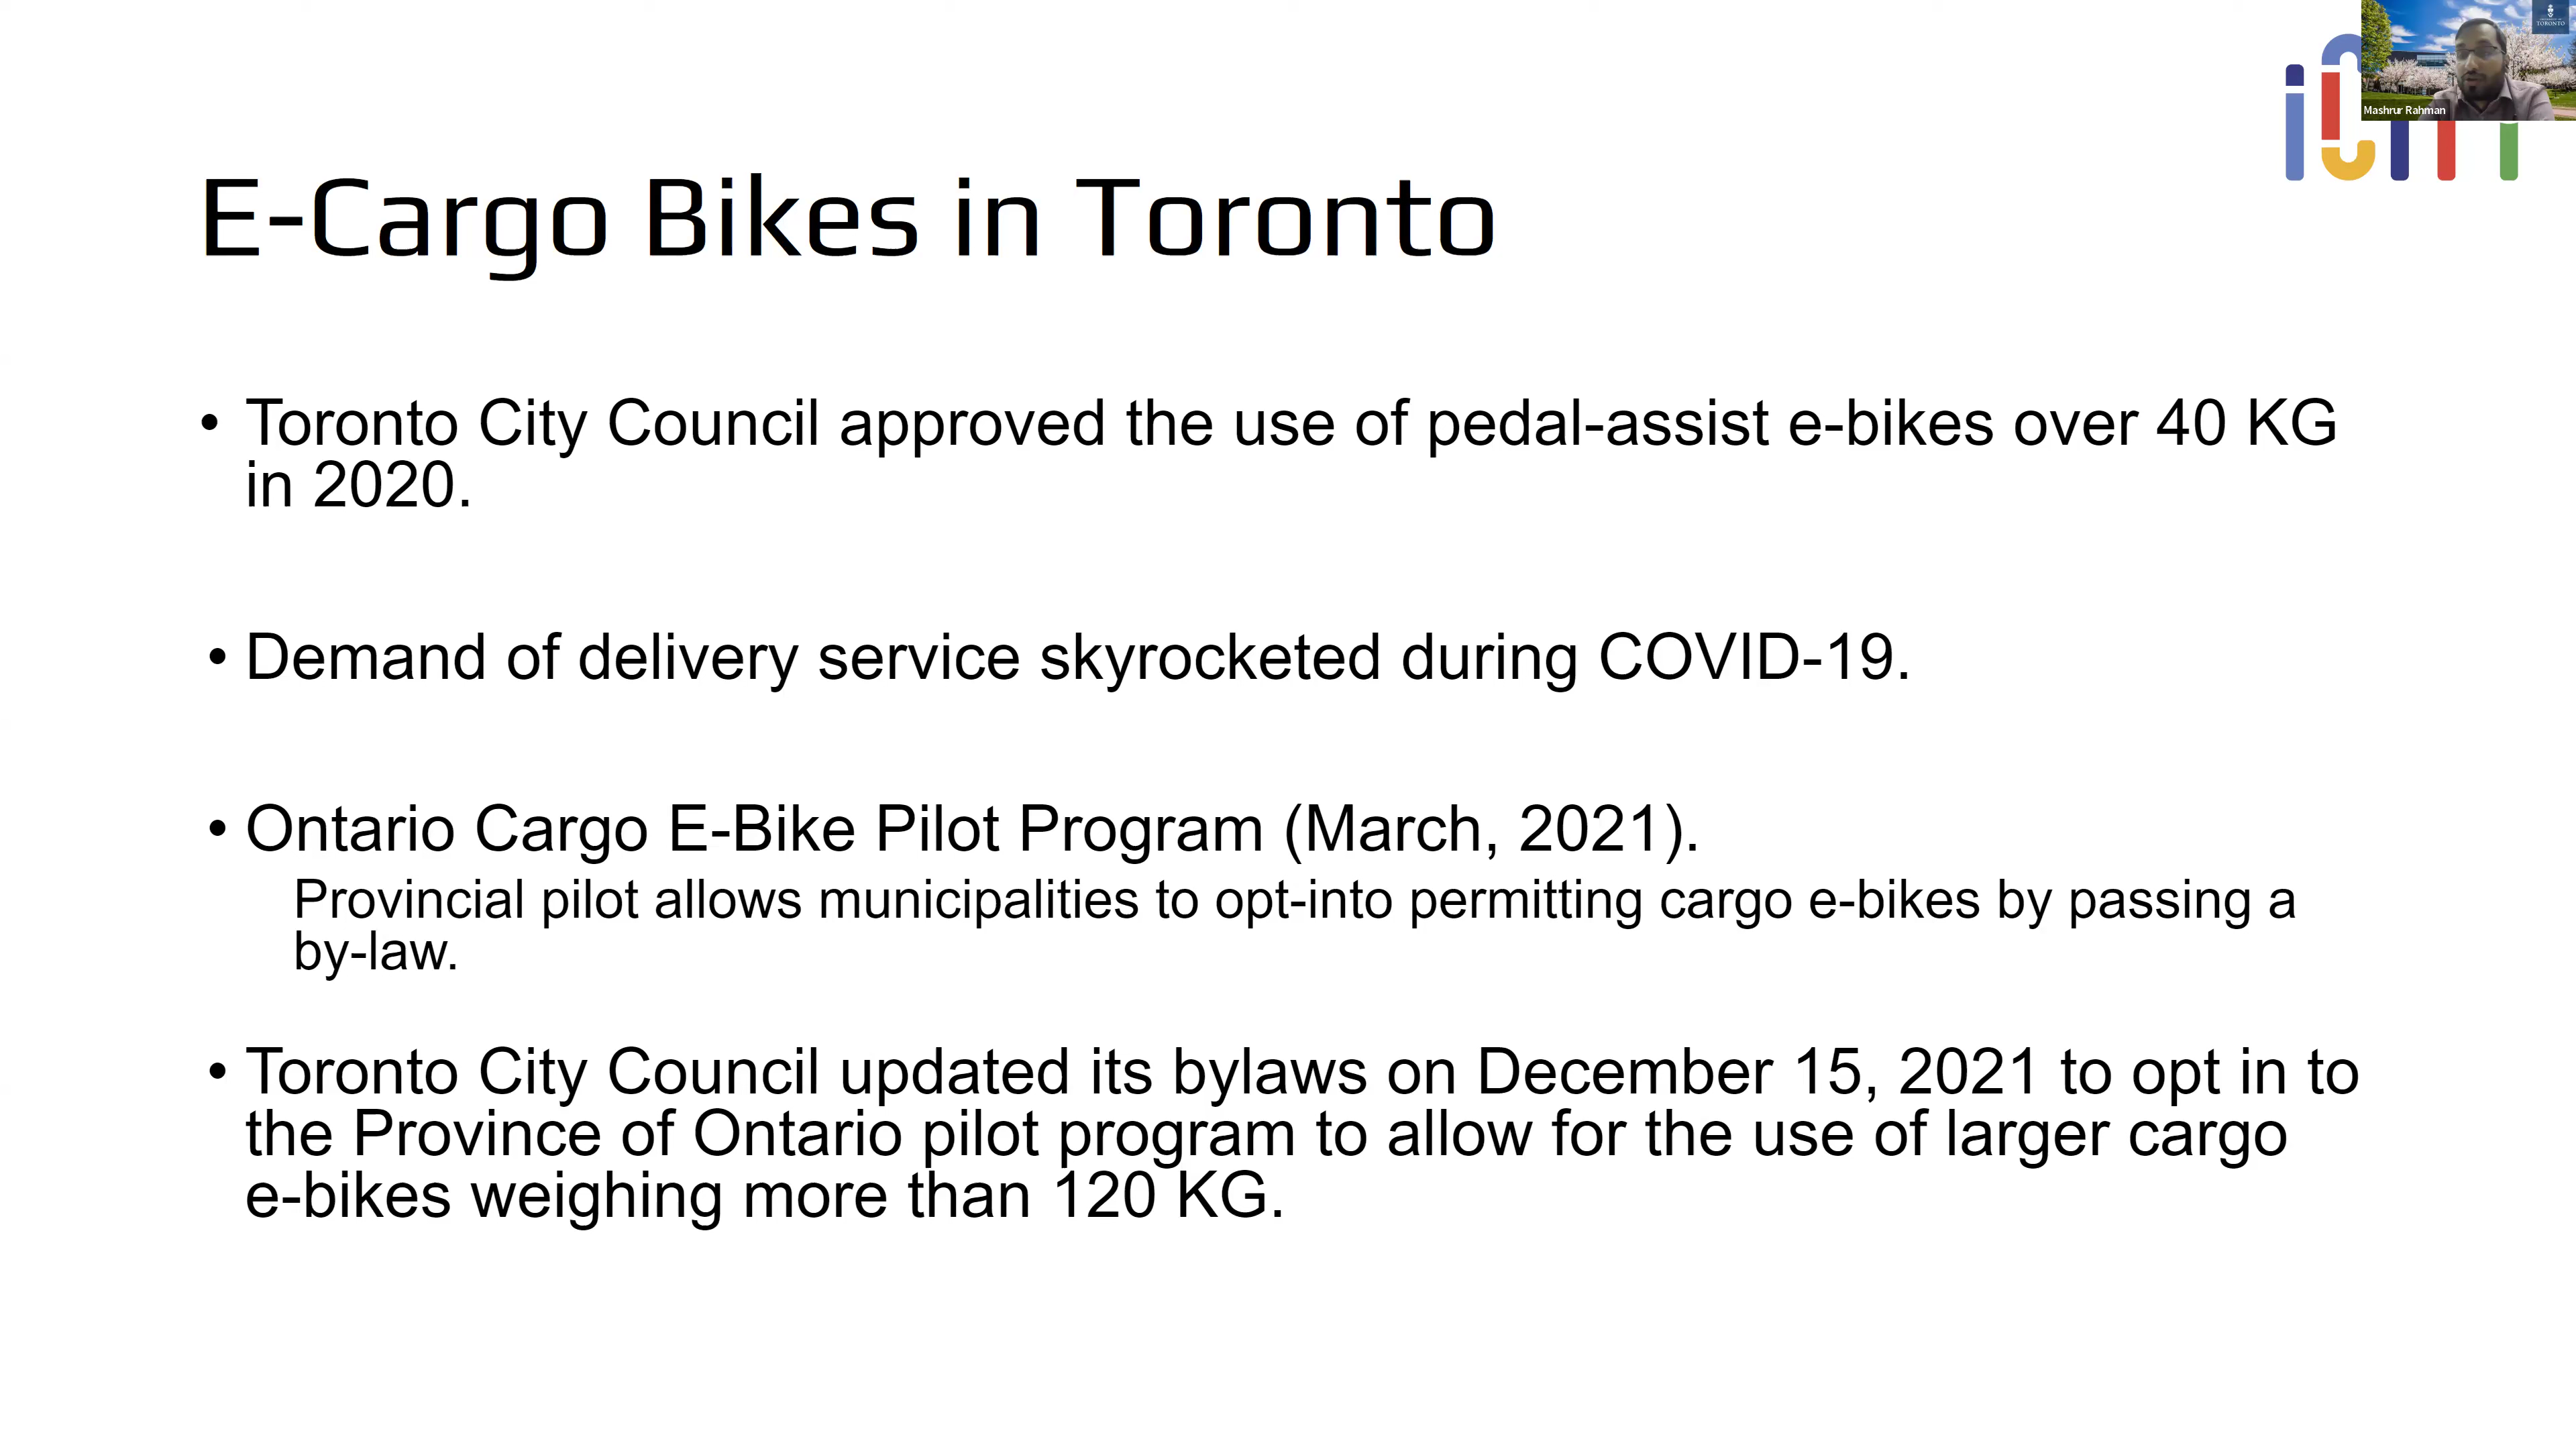 TORONTO
Mashrur Rahman
E-Cargo Bikes in Toronto
• Toronto City Council approved the use of pedal-assist e-bikes over 40 KG
in 2020.
• Demand of delivery service skyrocketed during COVID-19.
• Ontario Cargo E-Bike Pilot Program (March, 2021).
Provincial pilot allows municipalities to opt-into permitting cargo e-bikes by passing a
by-law.
• Toronto City Council updated its bylaws on December 15, 2021 to opt in to
the Province of Ontario pilot program to allow for the use of larger cargo
e-bikes weighing more than 120 KG.